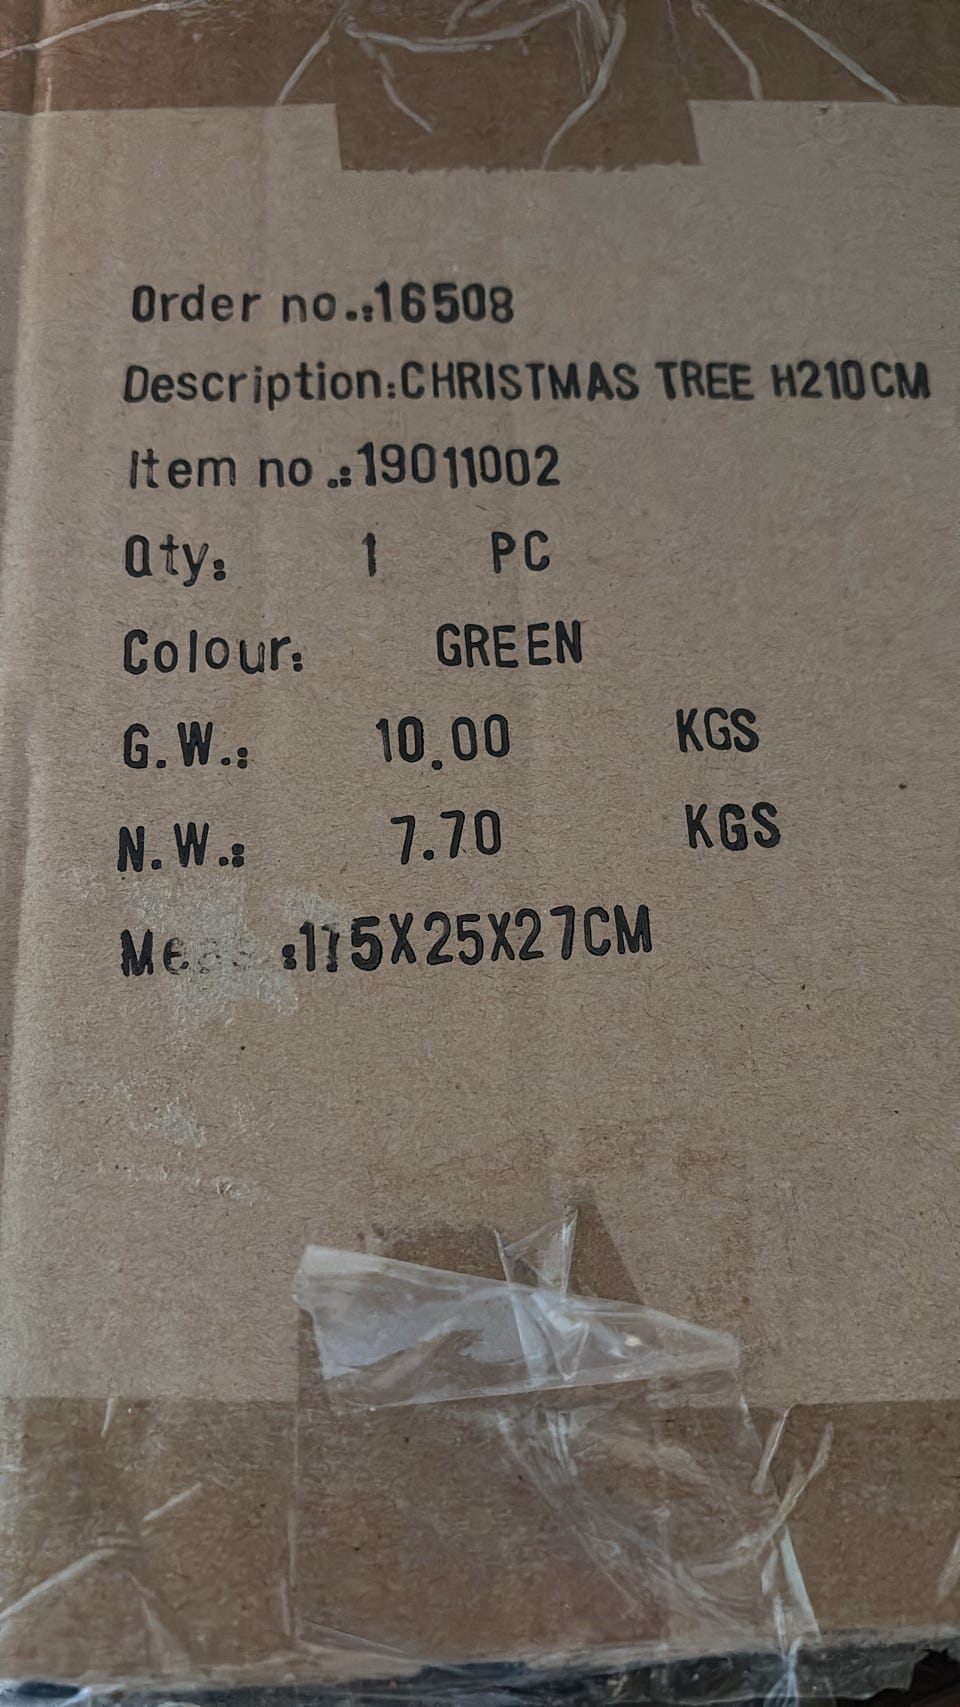 Order no.:16508
Description:CHRISTMAS TREE H210CM
Item no.:19011002
Qty: 1 PC
Colour: GREEN
G.W.: 10.00 KGS
N.W.: 7.70 KGS
:115X25X27CM